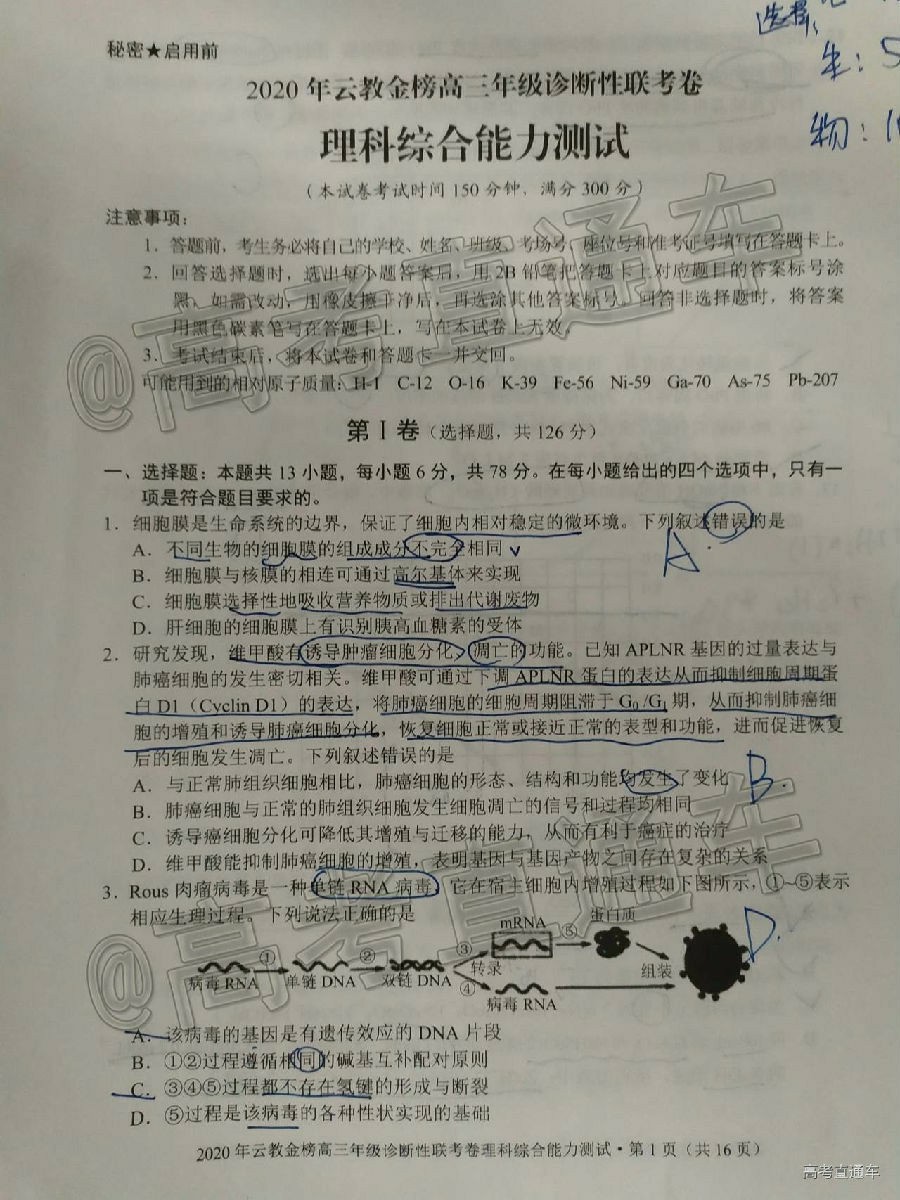 选择
生：5
物：1
秘密★启用前
2020年云教金榜高三年级诊断性联考卷
理科综合能力测试
（本试卷考试时间150分钟，满分300分）
注意事项：
1．答题前，考生务必将自己的学校、姓名、班级、考场号、座位号和准考证号填写在答题卡上。
2．回答选择题时，选出每小题答案后，用2B铅笔把答题卡上对应题目的答案标号涂
黑。如需改动，用橡皮擦干净后，再选涂其他答案标号。回答非选择题时，将答案
用黑色碳素笔写在答题卡上，写在本试卷上无效。
3．考试结束后，将本试卷和答题卡一并交回。
可能用到的相对原子质量：H-1 C-12 O-16 K-39 Fe-56 Ni-59 Ga-70 As-75 Pb-207
第Ⅰ卷（选择题，共126分）
一、选择题：本题共13小题，每小题6分，共78分。在每小题给出的四个选项中，只有一
项是符合题目要求的。
1．细胞膜是生命系统的边界，保证了细胞内相对稳定的微环境。下列叙述错误的是
A．不同生物的细胞膜的组成成分不完全相同
A.
B．细胞膜与核膜的相连可通过高尔基体来实现
C．细胞膜选择性地吸收营养物质或排出代谢废物
D．肝细胞的细胞膜上有识别胰高血糖素的受体
2．研究发现，维甲酸有诱导肿瘤细胞分化、凋亡的功能。已知APLNR基因的过量表达与
肺癌细胞的发生密切相关。维甲酸可通过下调APLNR蛋白的表达从而抑制细胞周期蛋
白D1（Cyclin D1）的表达，将肺癌细胞的细胞周期阻滞于G₀/G₁期，从而抑制肺癌细
胞的增殖和诱导肺癌细胞分化，恢复细胞正常或接近正常的表型和功能，进而促进恢复
后的细胞发生凋亡。下列叙述错误的是
A．与正常肺组织细胞相比，肺癌细胞的形态、结构和功能均发生了变化
B.
B．肺癌细胞与正常的肺组织细胞发生细胞凋亡的信号和过程均相同
C．诱导癌细胞分化可降低其增殖与迁移的能力，从而有利于癌症的治疗
D．维甲酸能抑制肺癌细胞的增殖，表明基因与基因产物之间存在复杂的关系
3．Rous肉瘤病毒是一种单链RNA病毒，它在宿主细胞内增殖过程如下图所示，①~⑤表示
相应生理过程。下列说法正确的是
D.
mRNA 蛋白质
① ② ③ ⑤
转录 组装
病毒RNA 单链DNA 双链DNA ④
病毒RNA
A．该病毒的基因是有遗传效应的DNA片段
B．①②过程遵循相同的碱基互补配对原则
C．③④⑤过程都不存在氢键的形成与断裂
D．⑤过程是该病毒的各种性状实现的基础
2020年云教金榜高三年级诊断性联考卷理科综合能力测试·第1页（共16页）
@高考直通车
@高考直通车
高考直通车